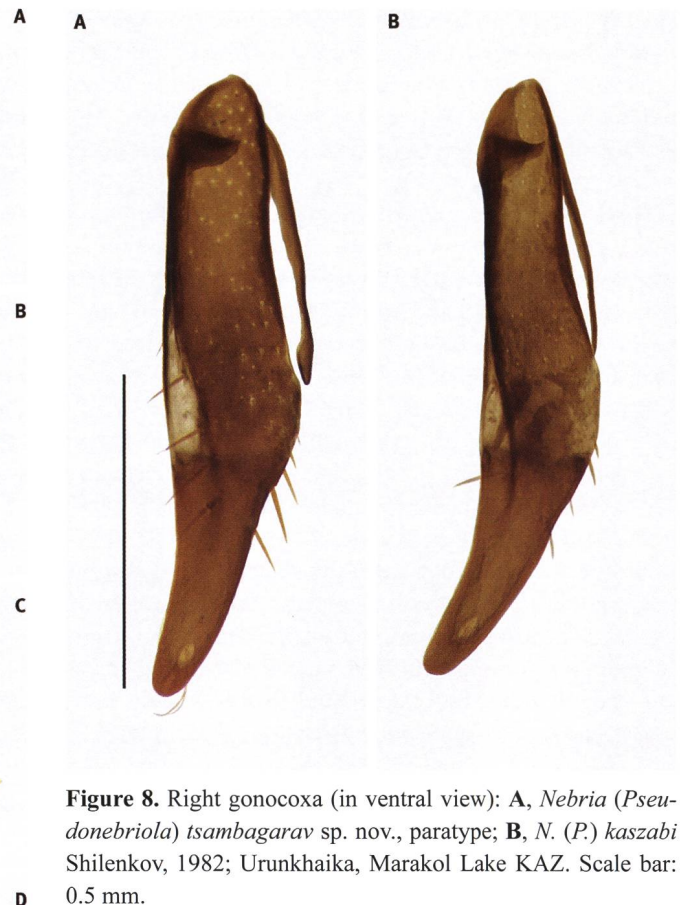 A
A
B
B
C
D
Figure 8. Right gonocoxa (in ventral view): A, Nebria (Pseu-
donebriola) tsambagarav sp. nov., paratype; B, N. (P.) kaszabi
Shilenkov, 1982; Urunkhaika, Marakol Lake KAZ. Scale bar:
0.5 mm.